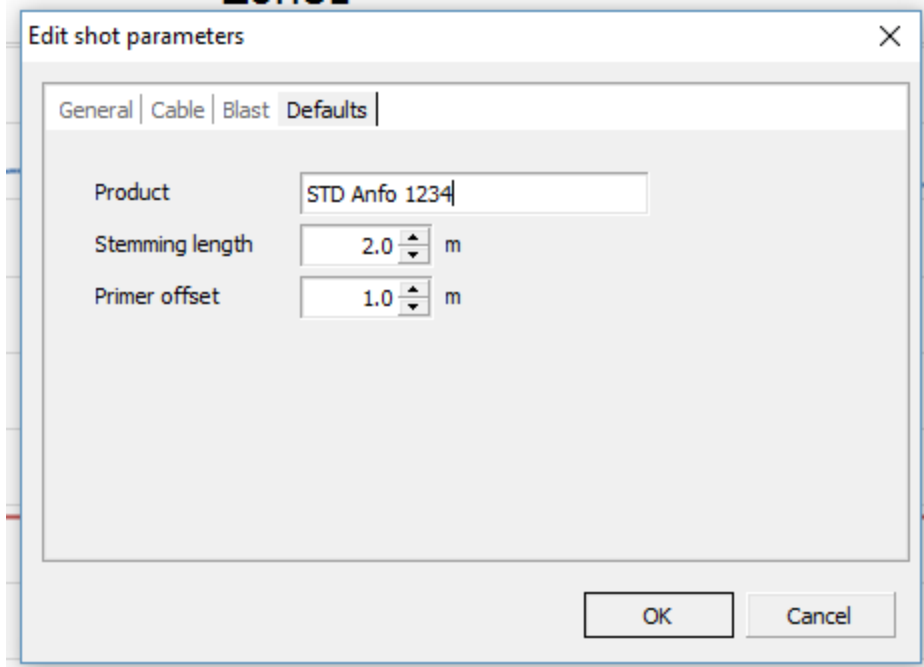 Edit shot parameters
General Cable Blast Defaults
Product STD Anfo 1234
Stemming length 2.0 m
Primer offset 1.0 m
OK Cancel